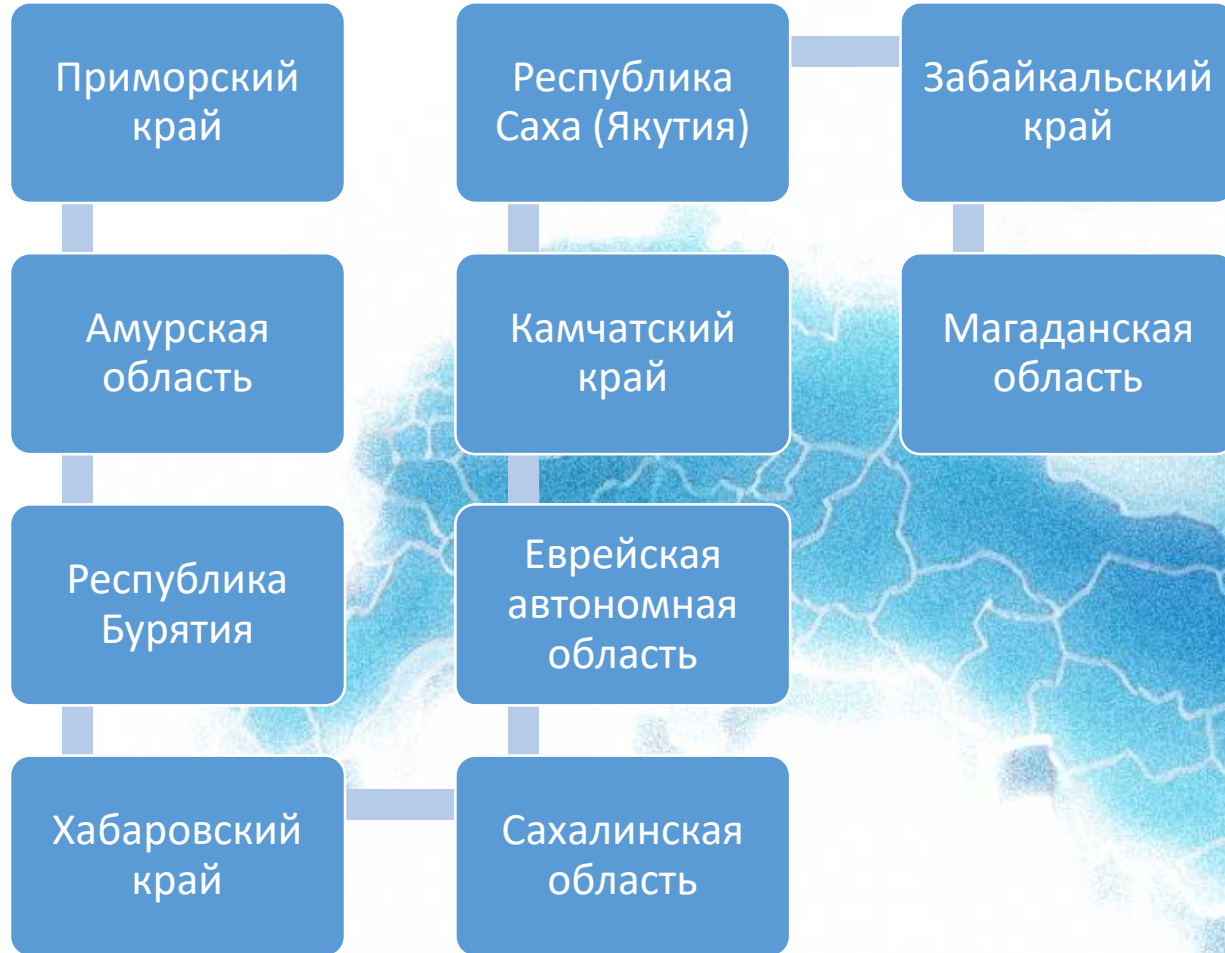 Приморский
край
Амурская
область
Республика
Бурятия
Хабаровский
край
Сахалинская
область
Еврейская
автономная
область
Камчатский
край
Республика
Саха (Якутия)
Забайкальский
край
Магаданская
область